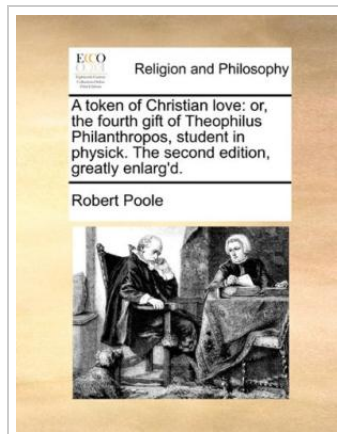 ECCO
Religion and Philosophy
A token of Christian love: or,
the fourth gift of Theophilus
Philanthropos, student in
physick. The second edition,
greatly enlarg'd.
Robert Poole